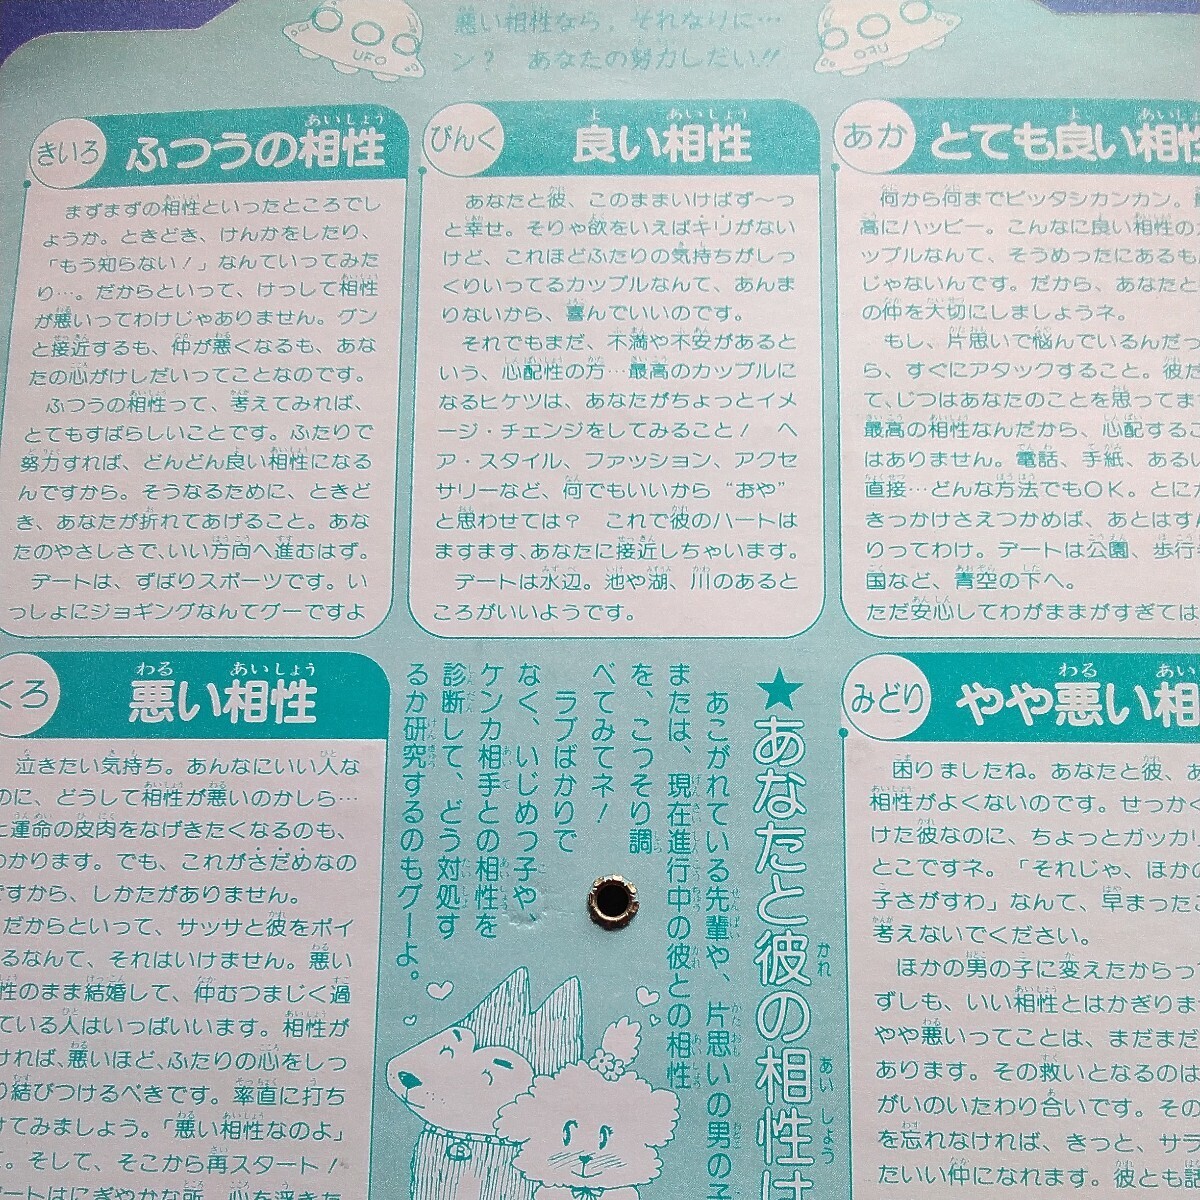 悪い相性なら、それなりに…
ン？ あなたの努力しだい!!
UFO
UFO
きいろ
ふつうの相性
まずまずの相性といったところでし
ょうか。ときどき、けんかをしたり、
「もう知らない！」なんていってみた
り…。だからといって、けっして相性
が悪いってわけじゃありません。グン
と接近するも、仲が悪くなるも、あな
たの心がけしだいってことなのです。
ふつうの相性って、考えてみれば、
とてもすばらしいことです。ふたりで
努力すれば、どんどん良い相性になる
んですから。そうなるために、ときど
き、あなたが折れてあげること。あな
たのやさしさで、いい方向へ進むはず。
デートは、ずばりスポーツです。い
っしょにジョギングなんてグーですよ
ぴんく
良い相性
あなたと彼、このままいけばず〜っ
と幸せ。そりゃ欲をいえばキリがない
けど、これほどふたりの気持ちがしっ
くりいってるカップルなんて、あんま
りないから、喜んでいいのです。
それでもまだ、不満や不安があると
いう、心配性の方…最高のカップルに
なるヒケツは、あなたがちょっとイメ
ージ・チェンジをしてみること！ ヘ
ア・スタイル、ファッション、アクセ
サリーなど、何でもいいから“おや”
と思わせては？ これで彼のハートは
ますます、あなたに接近しちゃいます。
デートは水辺。池や湖、川のあると
ころがいいようです。
あか
とても良い相性
何から何までピッタシカンカン。
高にハッピー。こんなに良い相性の
ップルなんて、そうめったにあるも
じゃないんです。だから、あなたと
の仲を大切にしましょうネ。
もし、片思いで悩んでいるんだっ
ら、すぐにアタックすること。彼だ
て、じつはあなたのことを思ってま
最高の相性なんだから、心配するこ
はありません。電話、手紙、あるい
直接…どんな方法でもOK。とにか
きっかけさえつかめば、あとはす
りってわけ。デートは公園、歩行
国など、青空の下へ。
ただ安心してわがままがすぎては
くろ
悪い相性
泣きたい気持ち。あんなにいい人な
のに、どうして相性が悪いのかしら…
と運命の皮肉をなげきたくなるのも、
わかります。でも、これがさだめなの
ですから、しかたがありません。
だからといって、サッサと彼をポイ
るなんて、それはいけません。悪い
性のまま結婚して、仲むつまじく過
ている人はいっぱいいます。相性が
ければ、悪いほど、ふたりの心をしっ
り結びつけるべきです。率直に打ち
けてみましょう。「悪い相性なのよ」
。そして、そこから再スタート！
ートはにぎやかな所。心を浮きた
★あなたと彼の相性は
あこがれている先輩や、片思いの男の子
または、現在進行中の彼との相性
を、こっそり調
べてみてネ！
ラブばかりで
なく、いじめっ子や
ケンカ相手との相性を
診断して、どう対処す
るか研究するのもグーよ。
みどり
やや悪い相
困りましたね。あなたと彼、あ
相性がよくないのです。せっかく
けた彼なのに、ちょっとガッカリ
とこですネ。「それじゃ、ほかの
子さがすわ」なんて、早まったこ
考えないでください。
ほかの男の子に変えたからっ
ずしも、いい相性とはかぎりま
やや悪いってことは、まだまだ
あります。その救いとなるのは
がいのいたわり合いです。その
を忘れなければ、きっと、サラ
たいい仲になれます。彼とも話